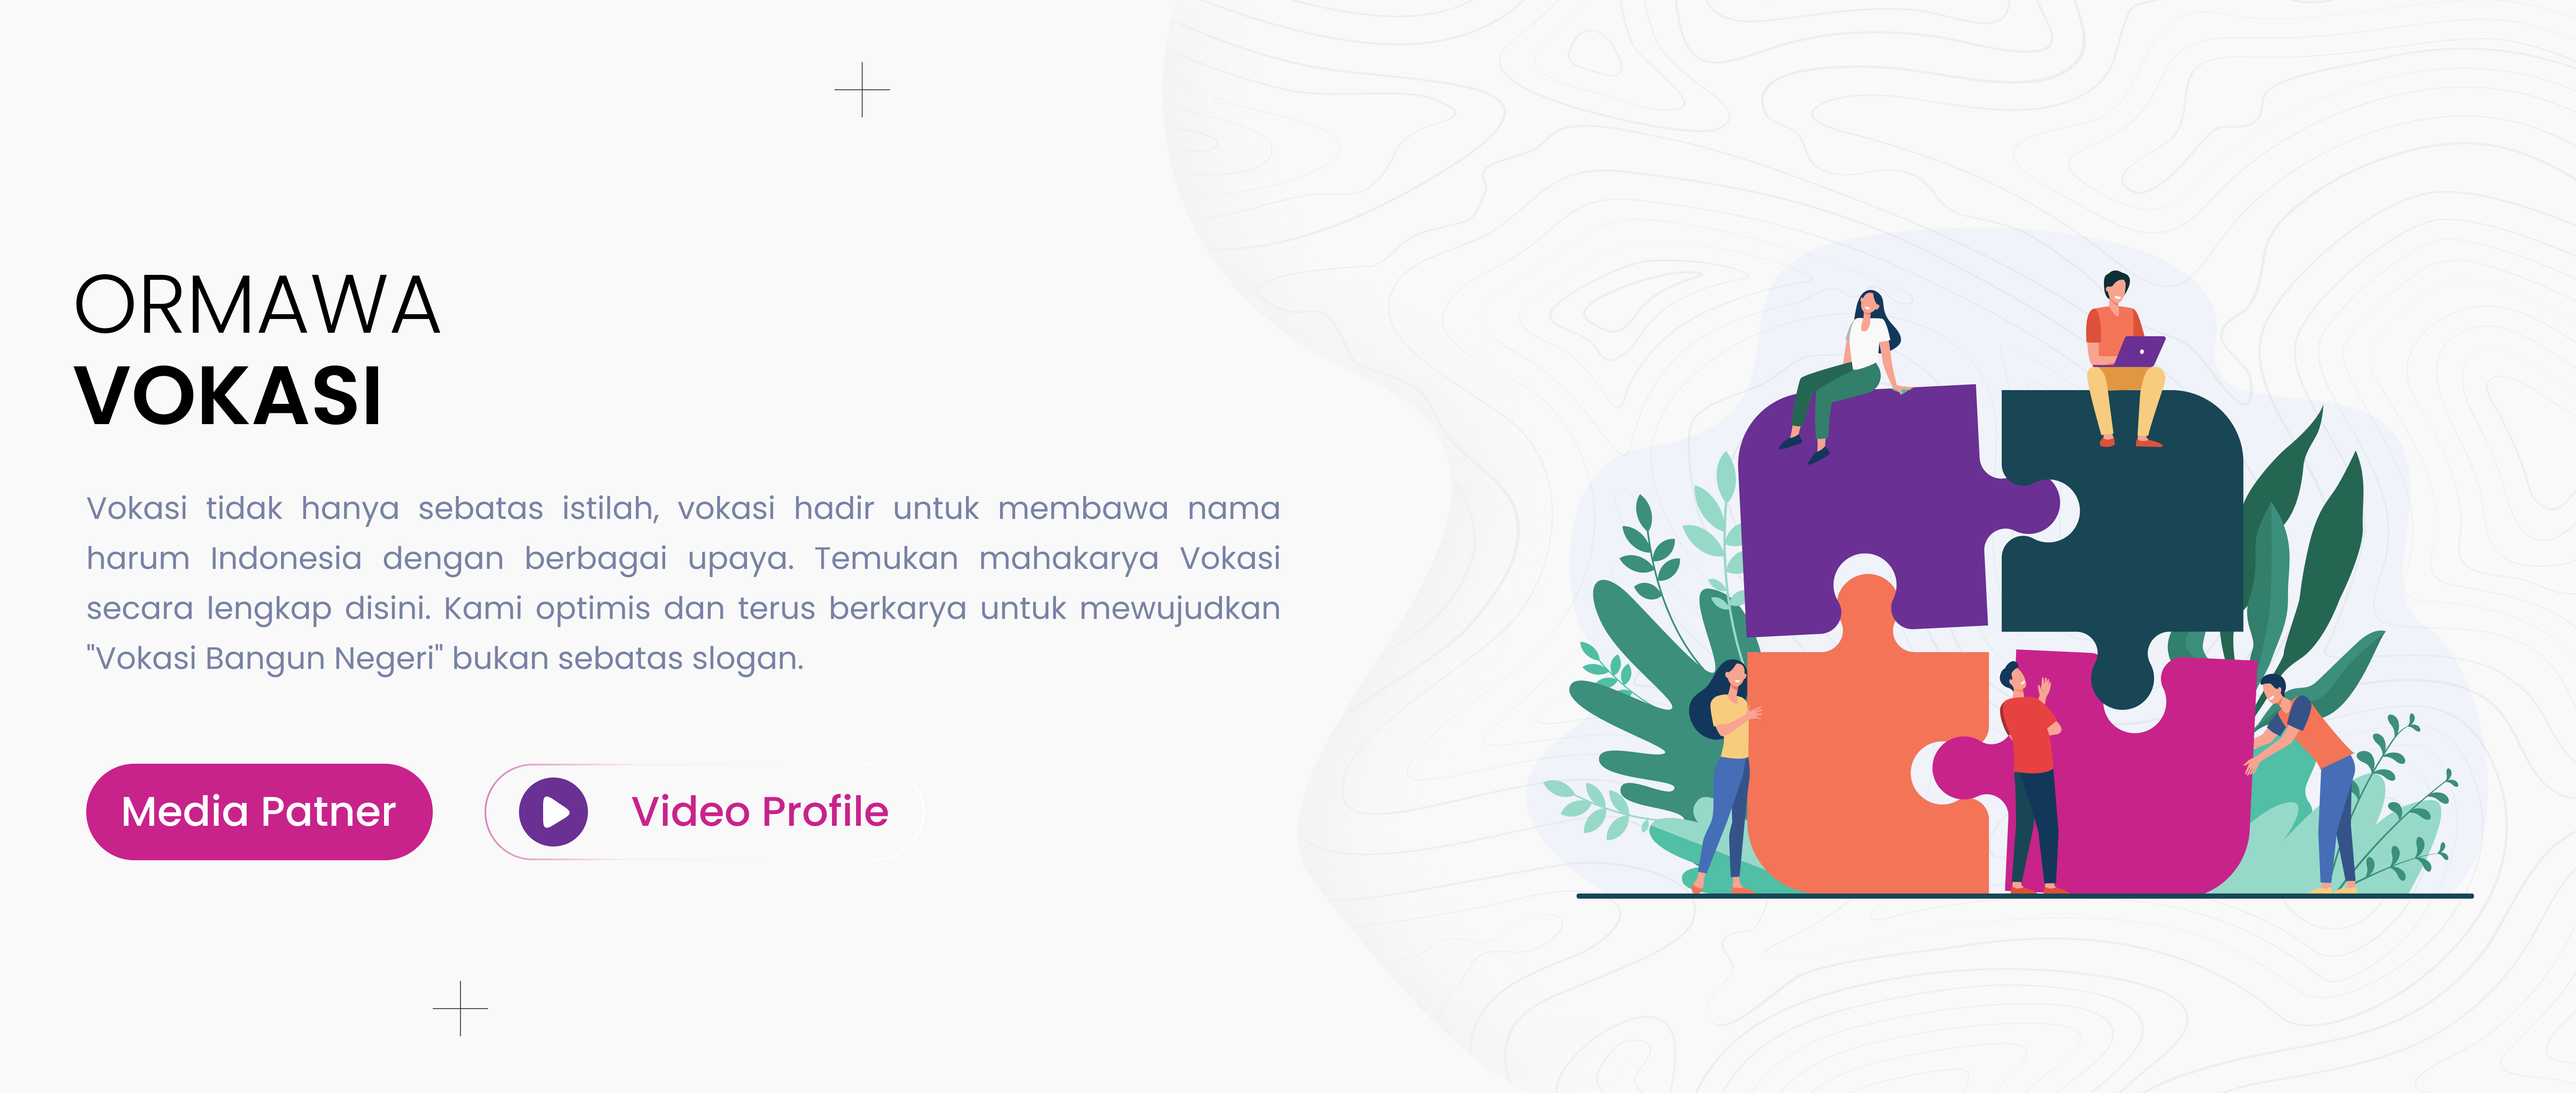 ORMAWA
VOKASI
Vokasi tidak hanya sebatas istilah, vokasi hadir untuk membawa nama
harum Indonesia dengan berbagai upaya. Temukan mahakarya Vokasi
secara lengkap disini. Kami optimis dan terus berkarya untuk mewujudkan
"Vokasi Bangun Negeri" bukan sebatas slogan.
Media Patner
Video Profile